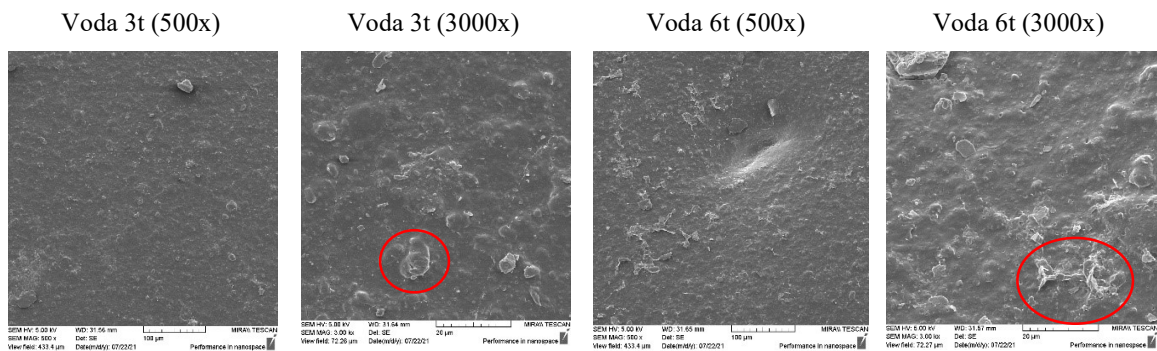 Voda 3t (500x)
Voda 3t (3000x)
Voda 6t (500x)
Voda 6t (3000x)
SEM HV: 5.00 kV
WD: 31.56 mm
SEM MAG: 500 x
Det: SE
100 µm
MIRA\\ TESCAN
View field: 433.4 µm
Date(m/d/y): 07/22/21
Performance in nanospace
SEM HV: 5.00 kV
WD: 31.64 mm
SEM MAG: 3.00 kx
Det: SE
20 µm
MIRA\\ TESCAN
View field: 72.26 µm
Date(m/d/y): 07/22/21
Performance in nanospace
SEM HV: 5.00 kV
WD: 31.65 mm
SEM MAG: 500 x
Det: SE
100 µm
MIRA\\ TESCAN
View field: 433.4 µm
Date(m/d/y): 07/22/21
Performance in nanospace
SEM HV: 5.00 kV
WD: 31.57 mm
SEM MAG: 3.00 kx
Det: SE
20 µm
MIRA\\ TESCAN
View field: 72.27 µm
Date(m/d/y): 07/22/21
Performance in nanospace